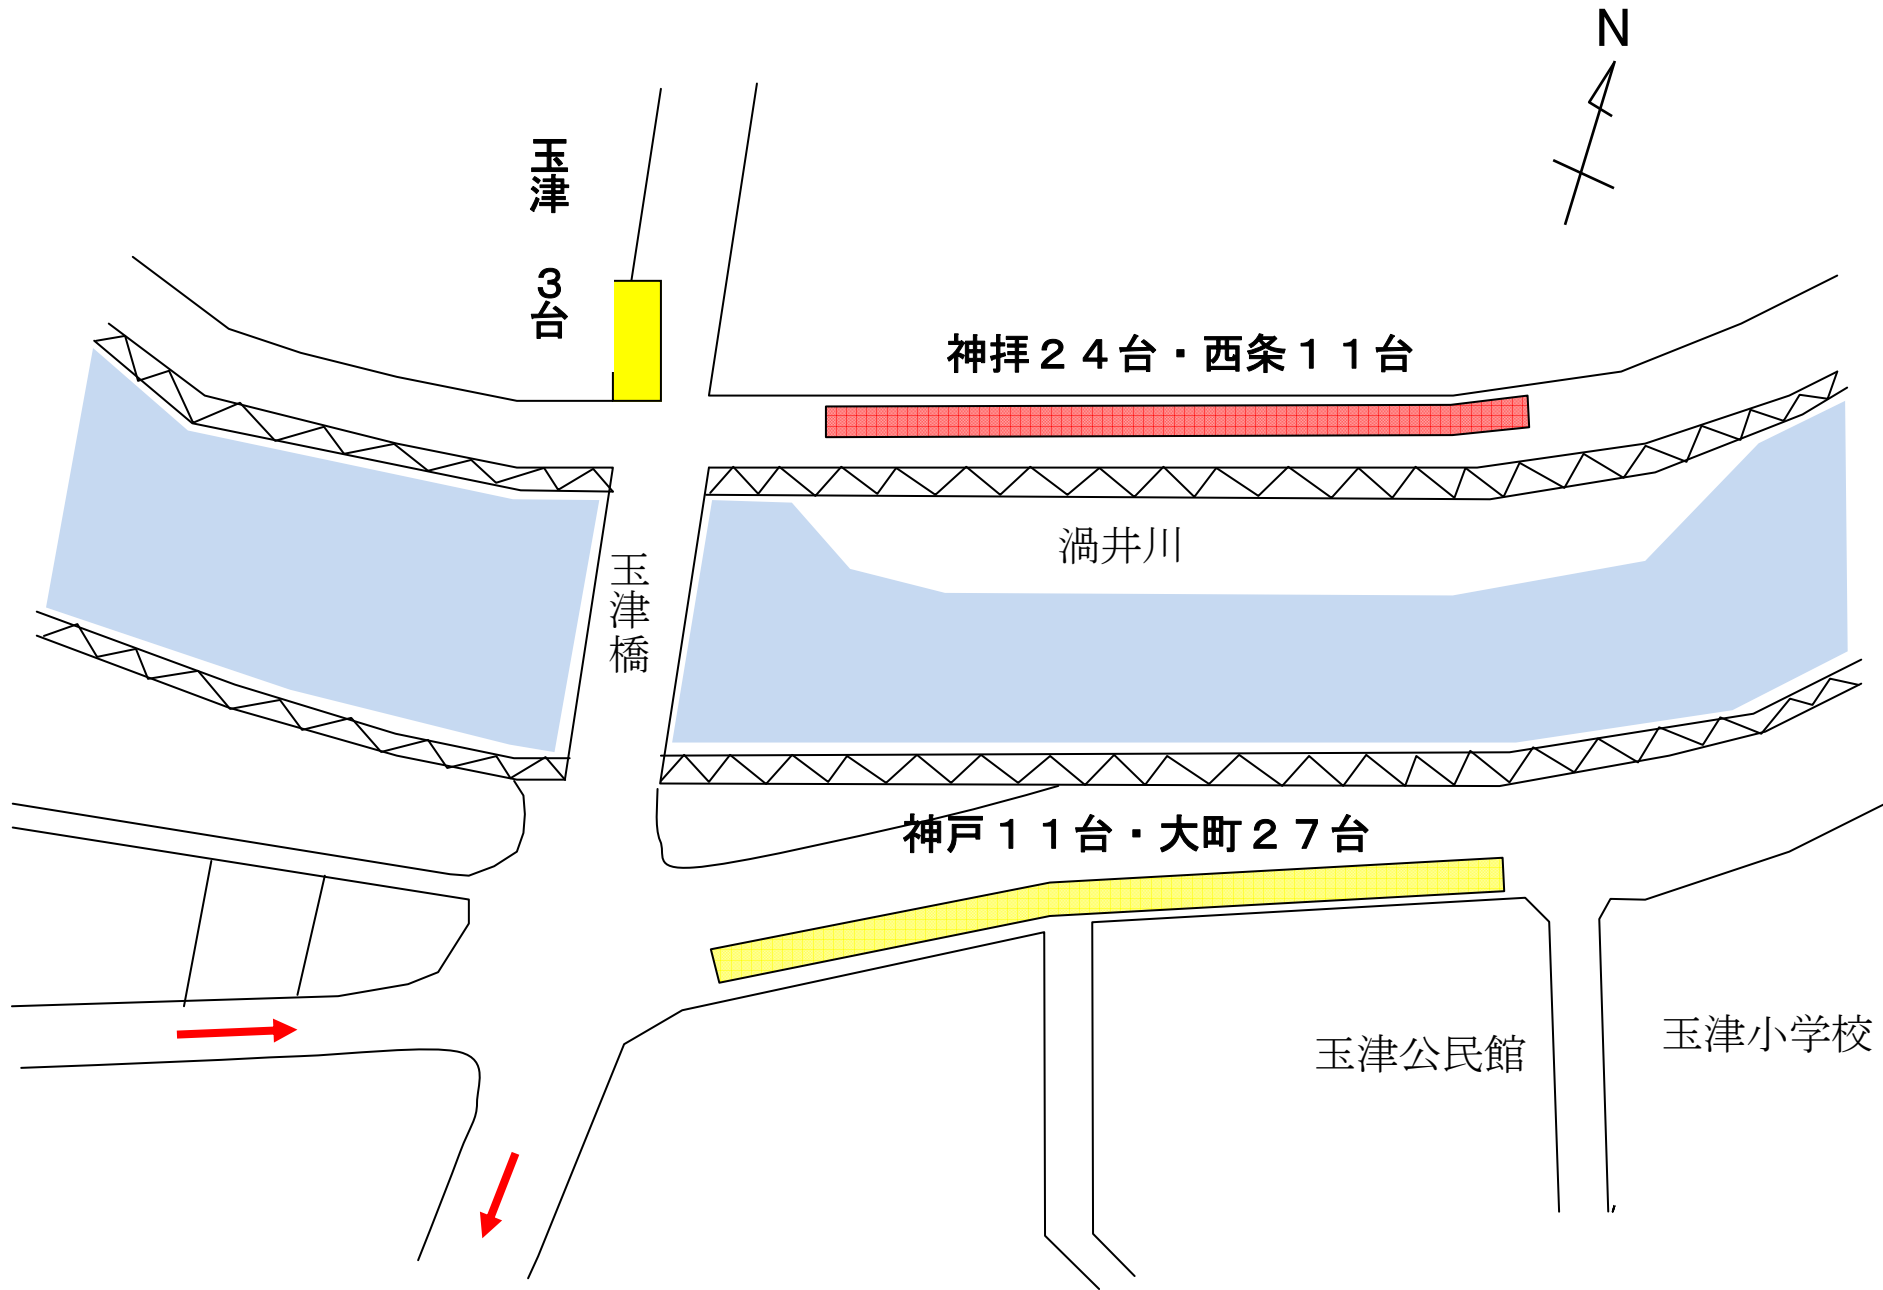 N
玉津　３台
神拝２４台・西条１１台
渦井川
玉津橋
神戸１１台・大町２７台
玉津公民館
玉津小学校